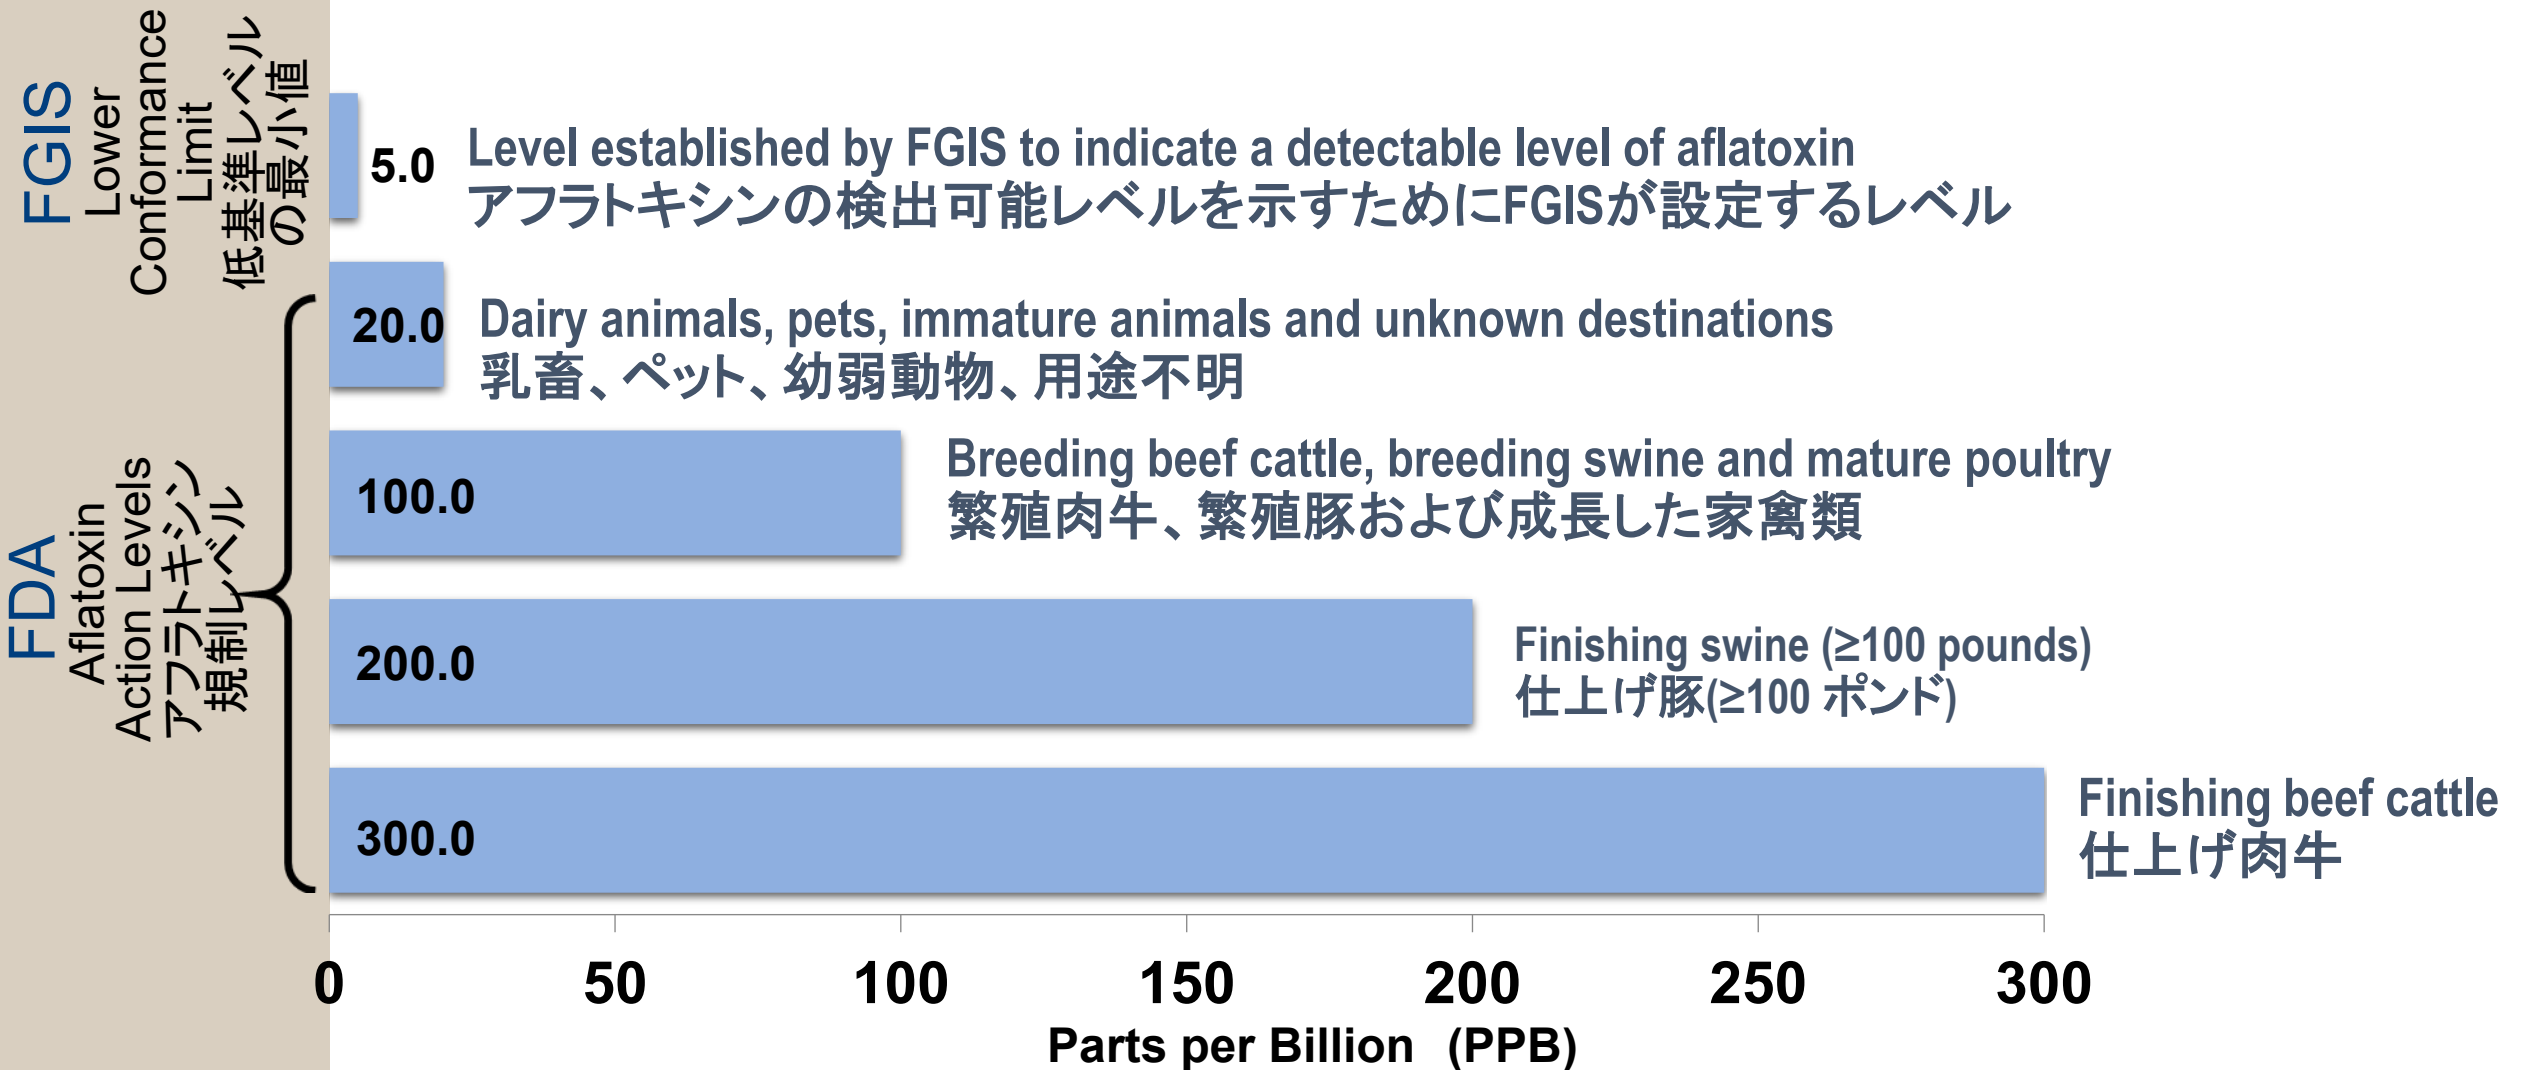 FGIS
Lower
Conformance
Limit
低基準レベル
の最小値
5.0
Level established by FGIS to indicate a detectable level of aflatoxin
アフラトキシンの検出可能レベルを示すためにFGISが設定するレベル
FDA
Aflatoxin
Action Levels
アフラトキシン
規制レベル
20.0
Dairy animals, pets, immature animals and unknown destinations
乳畜、ペット、幼弱動物、用途不明
100.0
Breeding beef cattle, breeding swine and mature poultry
繁殖肉牛、繁殖豚および成長した家禽類
200.0
Finishing swine (≥100 pounds)
仕上げ豚(≥100 ポンド)
300.0
Finishing beef cattle
仕上げ肉牛
0 50 100 150 200 250 300
Parts per Billion (PPB)